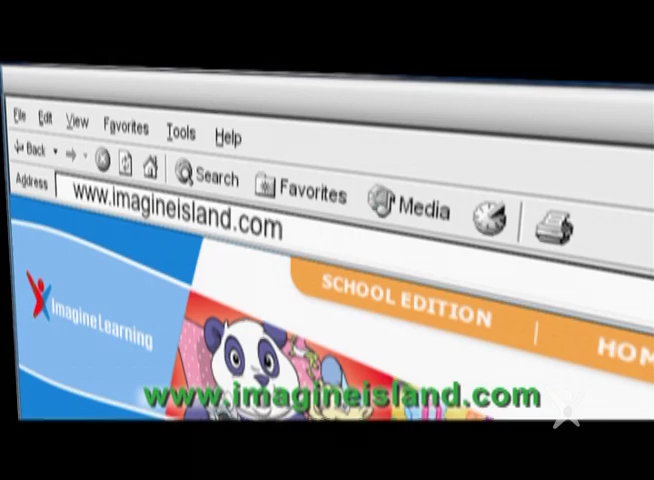 File Edit View Favorites Tools Help
Back Search Favorites Media
Address www.imagineisland.com
SCHOOL EDITION | HOM
Imagine Learning
www.imagineisland.com